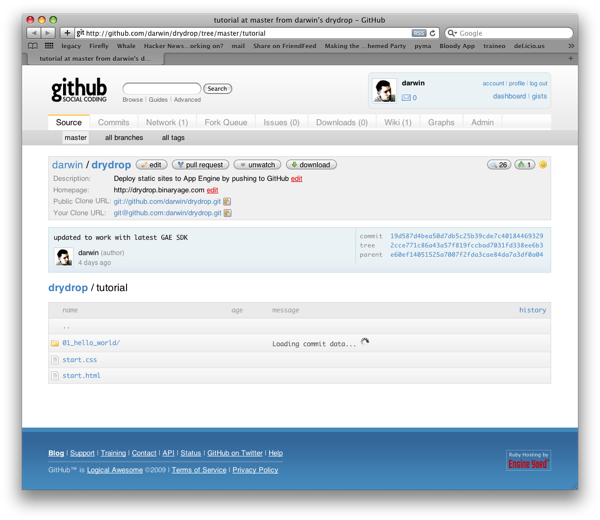 tutorial at master from darwin's drydrop - GitHub
git http://github.com/darwin/drydrop/tree/master/tutorial RSS Google
legacy Firefly Whale Hacker News...orking on? mail Share on FriendFeed Making the ...hemed Party pyma Bloody App traineo del.icio.us
tutorial at master from darwin's d...
github
SOCIAL CODING
Search
Browse | Guides | Advanced
darwin
account | profile | log out
0
dashboard | gists
Source Commits Network (1) Fork Queue Issues (0) Downloads (0) Wiki (1) Graphs Admin
master all branches all tags
darwin / drydrop edit pull request unwatch download 26 1
Description: Deploy static sites to App Engine by pushing to GitHub edit
Homepage: http://drydrop.binaryage.com edit
Public Clone URL: git://github.com/darwin/drydrop.git
Your Clone URL: git@github.com:darwin/drydrop.git
updated to work with latest GAE SDK
darwin (author)
4 days ago
commit 19d587d4bea50d7db5c25b39cde7c40184469329
tree 2cce771c86a43a57f819fccbad7031fd338ee6b3
parent e60ef14051525a7087f2fda3cae84da7a3df0a04
drydrop / tutorial
name age message history
..
01_hello_world/ Loading commit data...
start.css
start.html
Blog | Support | Training | Contact | API | Status | GitHub on Twitter | Help
GitHub™ is Logical Awesome ©2009 | Terms of Service | Privacy Policy
Ruby Hosting by
Engine Yard